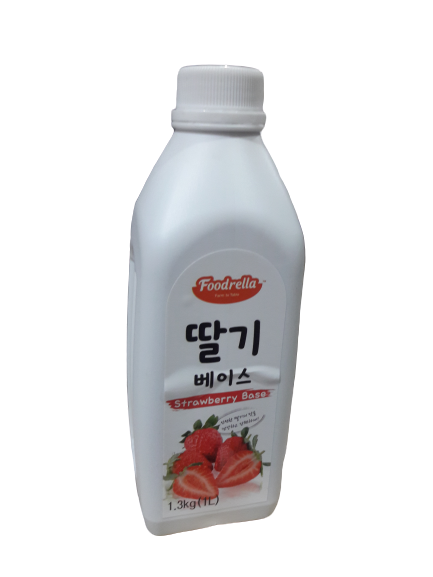 Foodrella
딸기
베이스
Strawberry Base
1.3kg(1L)